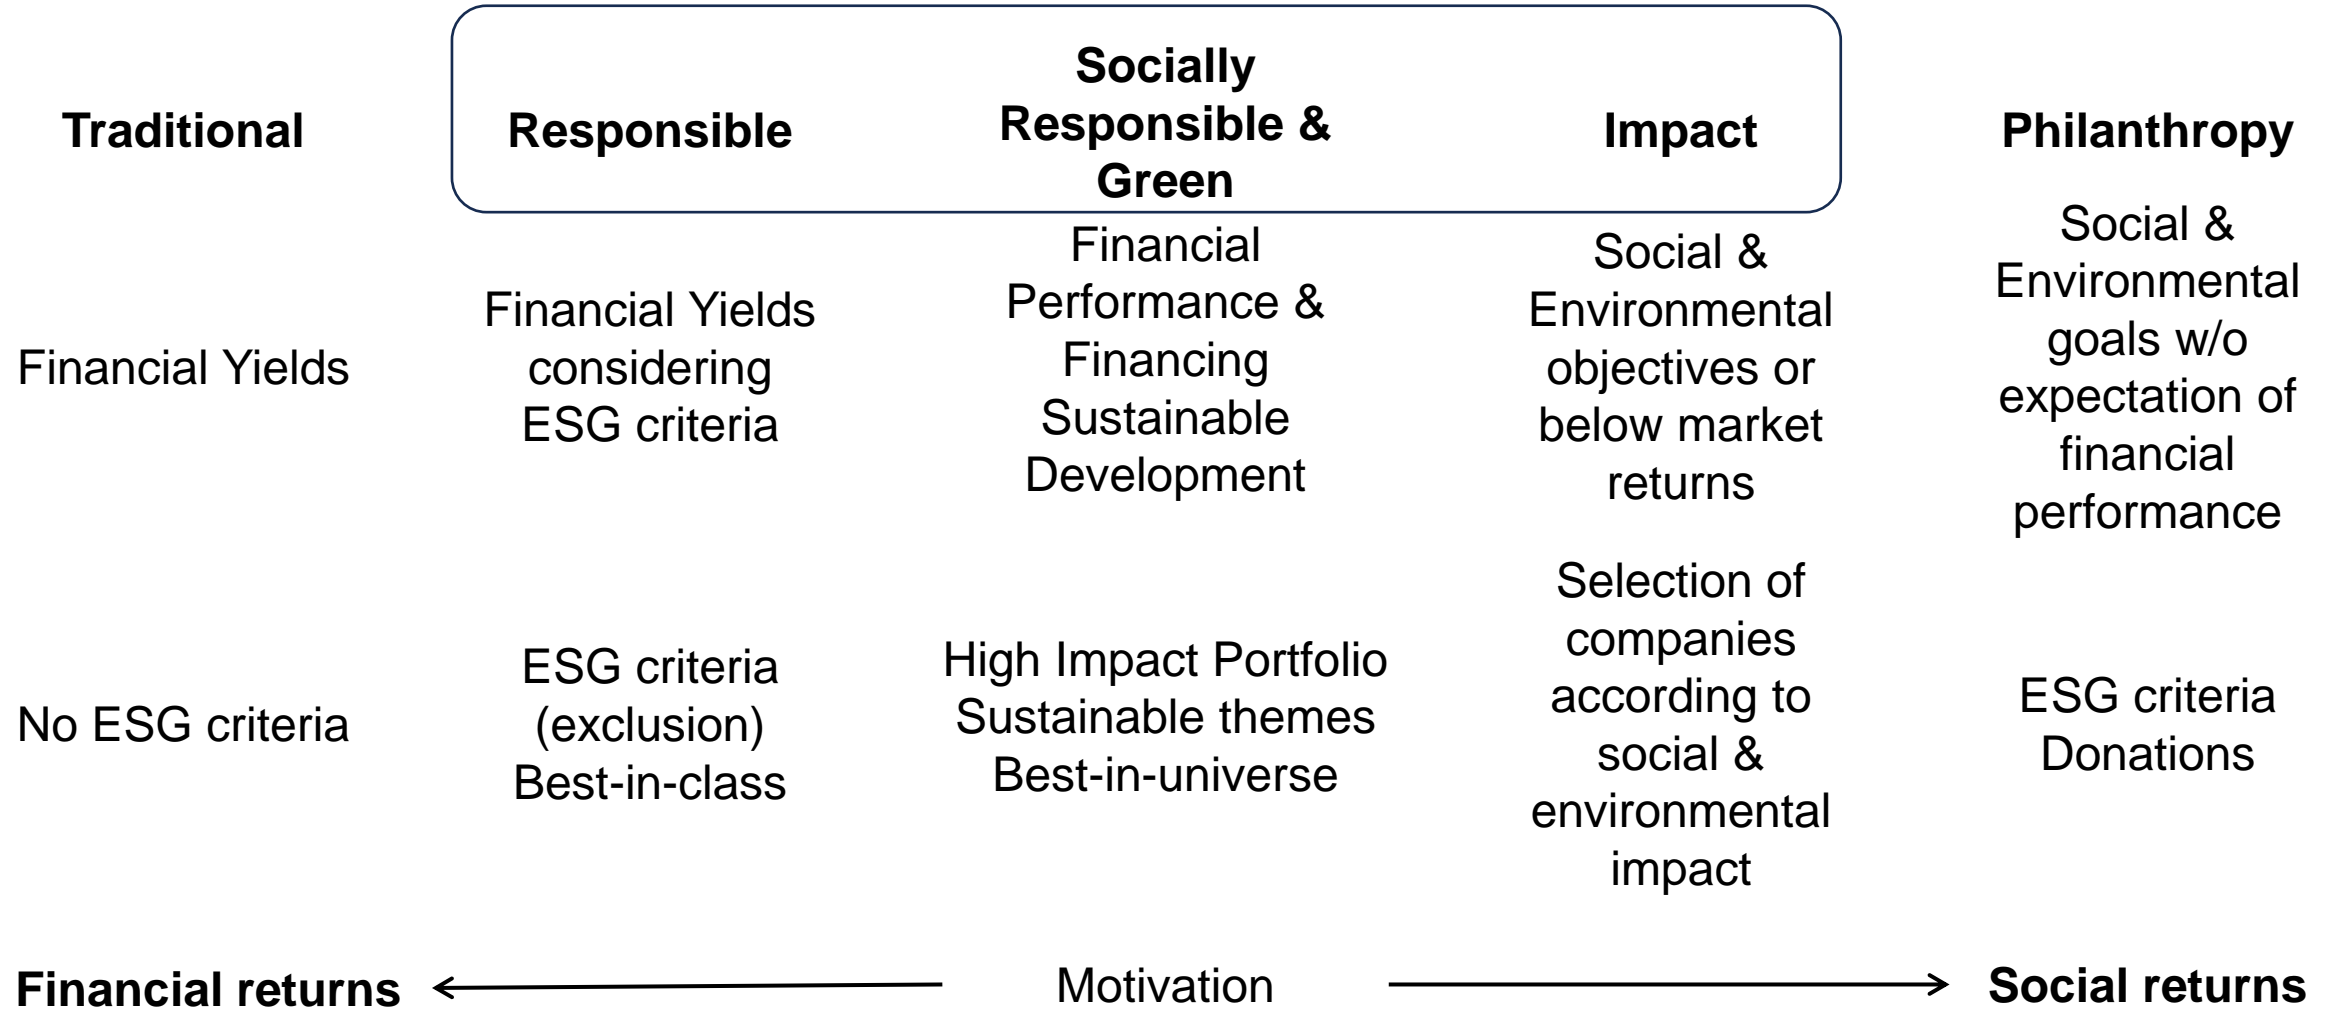 Traditional
Responsible
Socially
Responsible &
Green
Impact
Philanthropy
Financial Yields
Financial Yields
considering
ESG criteria
Financial
Performance &
Financing
Sustainable
Development
Social &
Environmental
objectives or
below market
returns
Social &
Environmental
goals w/o
expectation of
financial
performance
No ESG criteria
ESG criteria
(exclusion)
Best-in-class
High Impact Portfolio
Sustainable themes
Best-in-universe
Selection of
companies
according to
social &
environmental
impact
ESG criteria
Donations
Financial returns
Motivation
Social returns